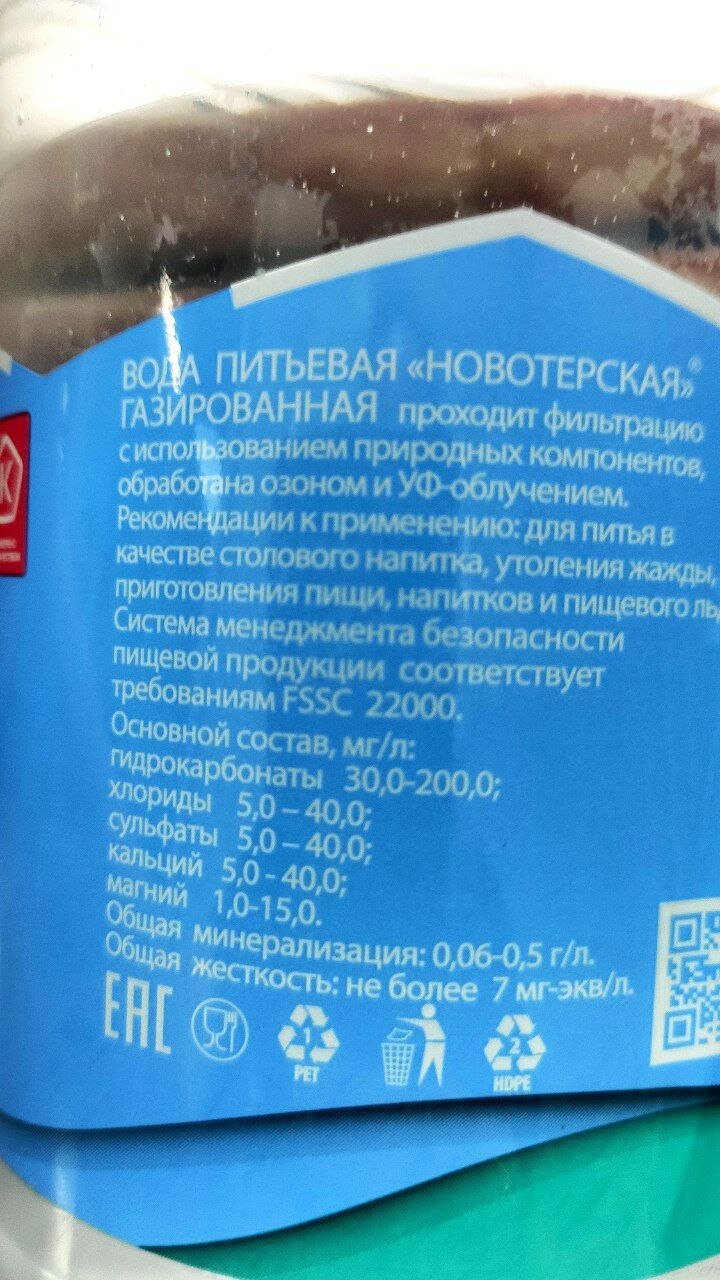 ВОДА ПИТЬЕВАЯ «НОВОТЕРСКАЯ»®
ГАЗИРОВАННАЯ проходит фильтрацию
с использованием природных компонентов,
обработана озоном и УФ-облучением.
Рекомендации к применению: для питья в
качестве столового напитка, утоления жажды,
приготовления пищи, напитков и пищевого
Система менеджмента безопасности
пищевой продукции соответствует
требованиям FSSC 22000.
Основной состав, мг/л:
гидрокарбонаты 30,0-200,0;
хлориды 5,0 – 40,0;
сульфаты 5,0 – 40,0;
кальций 5,0 - 40,0;
магний 1,0-15,0.
Общая минерализация: 0,06-0,5 г/л.
Общая жесткость: не более 7 мг-экв/л.
EAC
1 2
PET HDPE